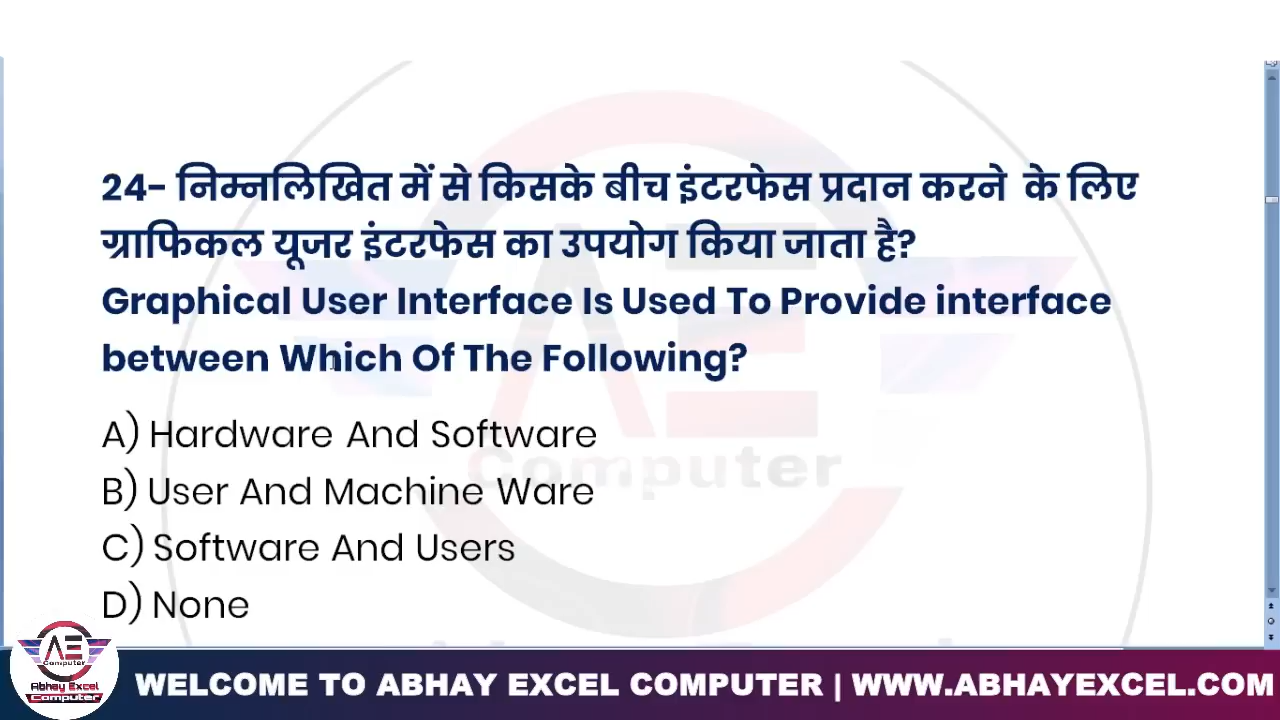 24- निम्नलिखित में से किसके बीच इंटरफेस प्रदान करने के लिए
ग्राफिकल यूजर इंटरफेस का उपयोग किया जाता है?
Graphical User Interface Is Used To Provide interface
between Which Of The Following?
A) Hardware And Software
B) User And Machine Ware
C) Software And Users
D) None
AE
Computer
AE
Computer
Abhay Excel
Computer
WELCOME TO ABHAY EXCEL COMPUTER | WWW.ABHAYEXCEL.COM